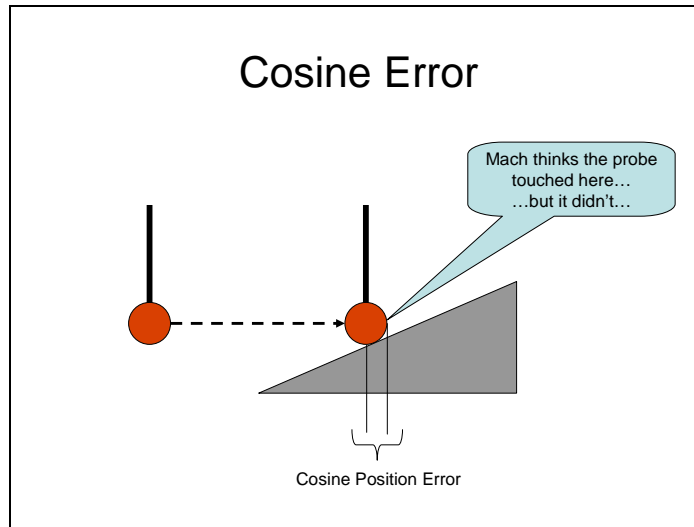 Cosine Error
Mach thinks the probe
touched here…
…but it didn't…
Cosine Position Error